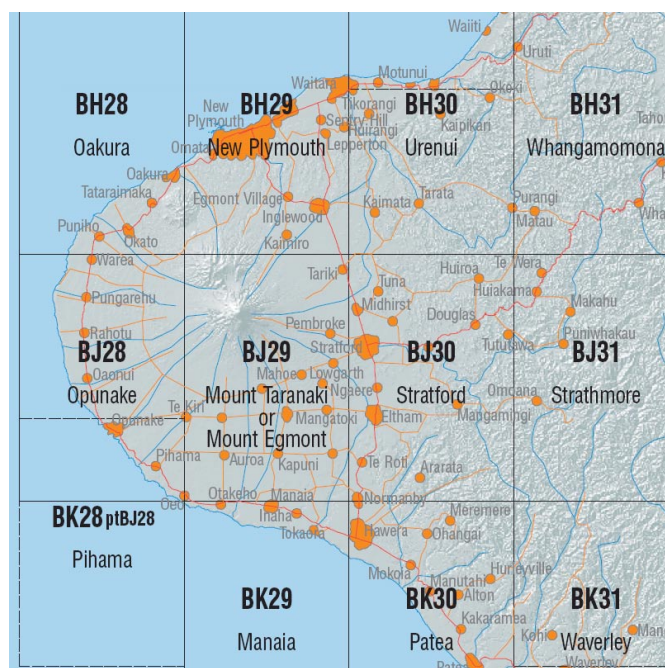 Waiiti
Uruti
Waitara
Motunui
BH28
BH29
BH30
BH31
Okoki
New
Plymouth
Tikorangi
Sentry Hill
Huirangi
Kaipikari
Omata
Lepperton
Oakura
New Plymouth
Urenui
Whangamomona
Oakura
Tataraimaka
Egmont Village
Inglewood
Kaimata
Tarata
Purangi
Matau
Puniho
Okato
Kaimiro
Warea
Tariki
Huiroa
Te Wera
Pungarehu
Tuna
Huiakama
Midhirst
Makahu
Rahotu
Pembroke
Douglas
Puniwhakau
Stratford
Tututawa
BJ28
BJ29
BJ30
BJ31
Oaonui
Mahoe
Lowgarth
Ngaere
Opunake
Mount Taranaki
or
Mount Egmont
Stratford
Strathmore
Te Kiri
Mangatoki
Eltham
Mangamingi
Omoana
Opunake
Pihama
Auroa
Kapuni
Te Roti
Ararata
Oeo
Otakeho
Manaia
Normanby
BK28 ptBJ28
Inaha
Tokaora
Hawera
Meremere
Ohangai
Pihama
Mokoia
Hurleyville
BK29
BK30
BK31
Manutahi
Alton
Kakaramea
Manaia
Patea
Kohi
Waverley
Patea
Waverley